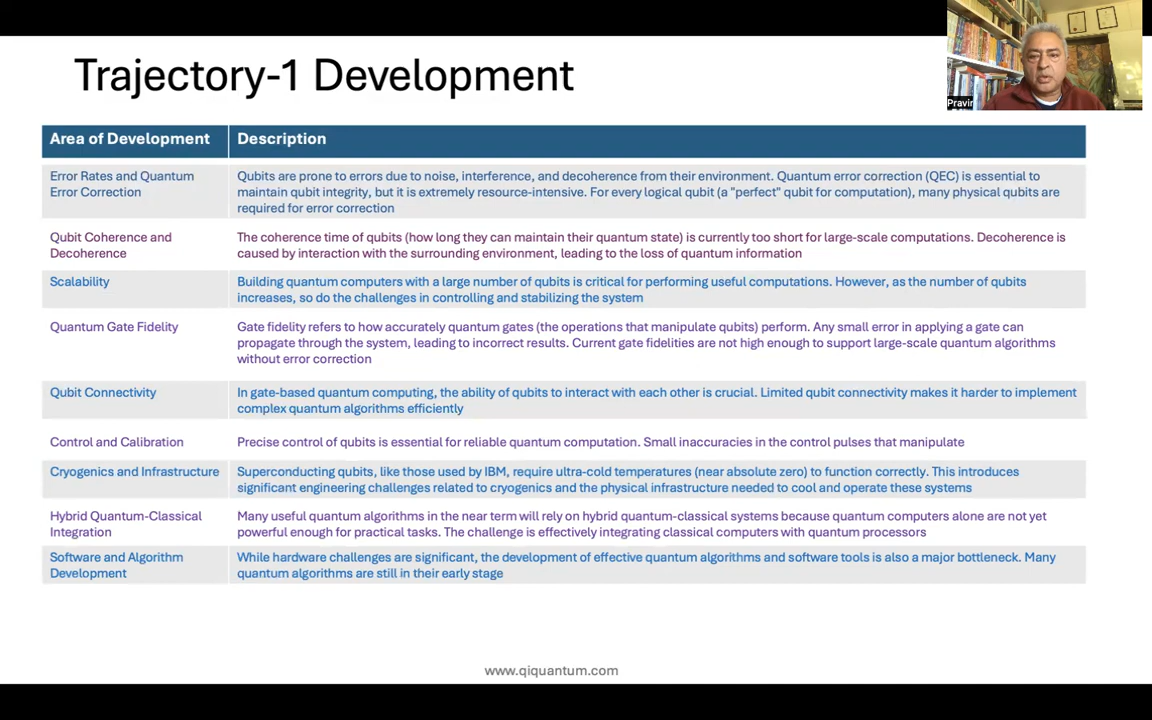 Trajectory-1 Development
Pravin
Area of Development
Description
Error Rates and Quantum
Error Correction
Qubits are prone to errors due to noise, interference, and decoherence from their environment. Quantum error correction (QEC) is essential to
maintain qubit integrity, but it is extremely resource-intensive. For every logical qubit (a "perfect" qubit for computation), many physical qubits are
required for error correction
Qubit Coherence and
Decoherence
The coherence time of qubits (how long they can maintain their quantum state) is currently too short for large-scale computations. Decoherence is
caused by interaction with the surrounding environment, leading to the loss of quantum information
Scalability
Building quantum computers with a large number of qubits is critical for performing useful computations. However, as the number of qubits
increases, so do the challenges in controlling and stabilizing the system
Quantum Gate Fidelity
Gate fidelity refers to how accurately quantum gates (the operations that manipulate qubits) perform. Any small error in applying a gate can
propagate through the system, leading to incorrect results. Current gate fidelities are not high enough to support large-scale quantum algorithms
without error correction
Qubit Connectivity
In gate-based quantum computing, the ability of qubits to interact with each other is crucial. Limited qubit connectivity makes it harder to implement
complex quantum algorithms efficiently
Control and Calibration
Precise control of qubits is essential for reliable quantum computation. Small inaccuracies in the control pulses that manipulate
Cryogenics and Infrastructure
Superconducting qubits, like those used by IBM, require ultra-cold temperatures (near absolute zero) to function correctly. This introduces
significant engineering challenges related to cryogenics and the physical infrastructure needed to cool and operate these systems
Hybrid Quantum-Classical
Integration
Many useful quantum algorithms in the near term will rely on hybrid quantum-classical systems because quantum computers alone are not yet
powerful enough for practical tasks. The challenge is effectively integrating classical computers with quantum processors
Software and Algorithm
Development
While hardware challenges are significant, the development of effective quantum algorithms and software tools is also a major bottleneck. Many
quantum algorithms are still in their early stage
www.qiquantum.com